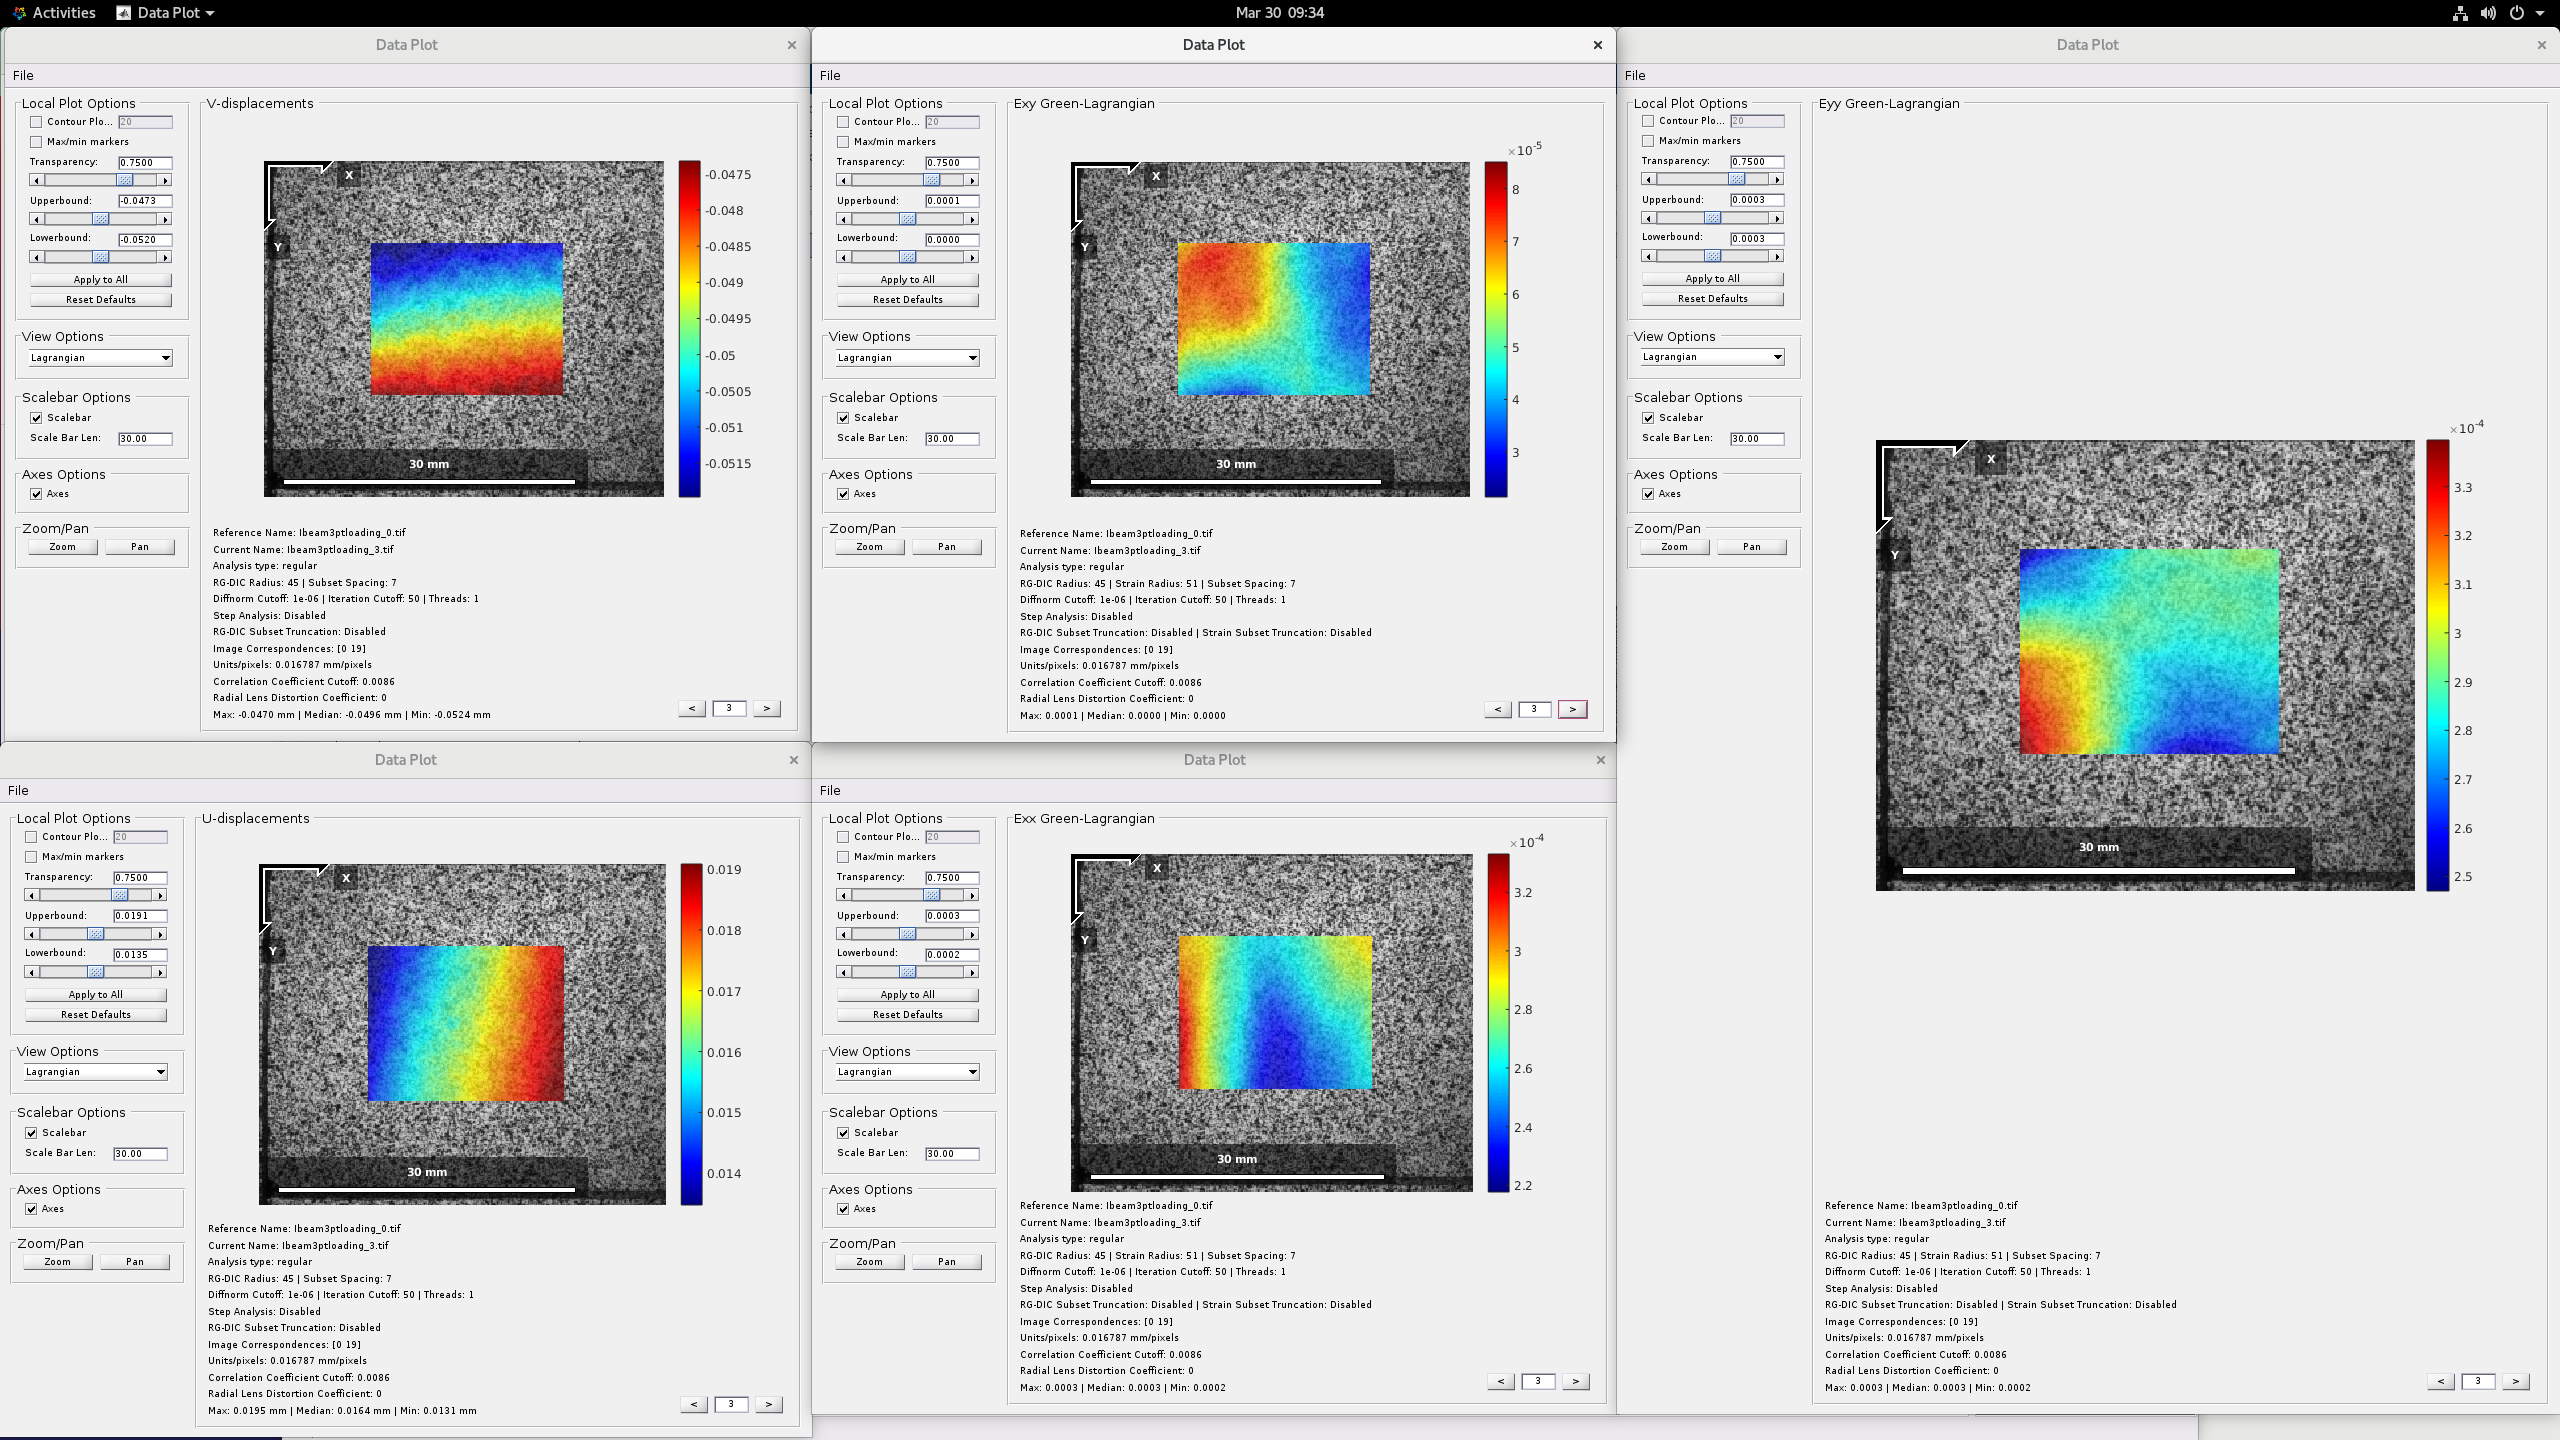 Activities Data Plot Mar 30 09:34
Data Plot
File
Local Plot Options
Contour Plo... 20
Max/min markers
Transparency: 0.7500
Upperbound: -0.0473
Lowerbound: -0.0520
Apply to All
Reset Defaults
View Options
Lagrangian
Scalebar Options
Scalebar
Scale Bar Len: 30.00
Axes Options
Axes
Zoom/Pan
Zoom Pan
V-displacements
X
Y
30 mm
-0.0475
-0.048
-0.0485
-0.049
-0.0495
-0.05
-0.0505
-0.051
-0.0515
Reference Name: Ibeam3ptloading_0.tif
Current Name: Ibeam3ptloading_3.tif
Analysis type: regular
RG-DIC Radius: 45 | Subset Spacing: 7
Diffnorm Cutoff: 1e-06 | Iteration Cutoff: 50 | Threads: 1
Step Analysis: Disabled
RG-DIC Subset Truncation: Disabled
Image Correspondences: [0 19]
Units/pixels: 0.016787 mm/pixels
Correlation Coefficient Cutoff: 0.0086
Radial Lens Distortion Coefficient: 0
Max: -0.0470 mm | Median: -0.0496 mm | Min: -0.0524 mm
< 3 >
Data Plot
File
Local Plot Options
Contour Plo... 20
Max/min markers
Transparency: 0.7500
Upperbound: 0.0001
Lowerbound: 0.0000
Apply to All
Reset Defaults
View Options
Lagrangian
Scalebar Options
Scalebar
Scale Bar Len: 30.00
Axes Options
Axes
Zoom/Pan
Zoom Pan
Exy Green-Lagrangian
×10-5
X
Y
30 mm
8
7
6
5
4
3
Reference Name: Ibeam3ptloading_0.tif
Current Name: Ibeam3ptloading_3.tif
Analysis type: regular
RG-DIC Radius: 45 | Strain Radius: 51 | Subset Spacing: 7
Diffnorm Cutoff: 1e-06 | Iteration Cutoff: 50 | Threads: 1
Step Analysis: Disabled
RG-DIC Subset Truncation: Disabled | Strain Subset Truncation: Disabled
Image Correspondences: [0 19]
Units/pixels: 0.016787 mm/pixels
Correlation Coefficient Cutoff: 0.0086
Radial Lens Distortion Coefficient: 0
Max: 0.0001 | Median: 0.0000 | Min: 0.0000
< 3 >
Data Plot
File
Local Plot Options
Contour Plo... 20
Max/min markers
Transparency: 0.7500
Upperbound: 0.0003
Lowerbound: 0.0003
Apply to All
Reset Defaults
View Options
Lagrangian
Scalebar Options
Scalebar
Scale Bar Len: 30.00
Axes Options
Axes
Zoom/Pan
Zoom Pan
Eyy Green-Lagrangian
×10-4
X
Y
30 mm
3.3
3.2
3.1
3
2.9
2.8
2.7
2.6
2.5
Reference Name: Ibeam3ptloading_0.tif
Current Name: Ibeam3ptloading_3.tif
Analysis type: regular
RG-DIC Radius: 45 | Strain Radius: 51 | Subset Spacing: 7
Diffnorm Cutoff: 1e-06 | Iteration Cutoff: 50 | Threads: 1
Step Analysis: Disabled
RG-DIC Subset Truncation: Disabled | Strain Subset Truncation: Disabled
Image Correspondences: [0 19]
Units/pixels: 0.016787 mm/pixels
Correlation Coefficient Cutoff: 0.0086
Radial Lens Distortion Coefficient: 0
Max: 0.0003 | Median: 0.0003 | Min: 0.0002
< 3 >
Data Plot
File
Local Plot Options
Contour Plo... 20
Max/min markers
Transparency: 0.7500
Upperbound: 0.0191
Lowerbound: 0.0135
Apply to All
Reset Defaults
View Options
Lagrangian
Scalebar Options
Scalebar
Scale Bar Len: 30.00
Axes Options
Axes
Zoom/Pan
Zoom Pan
U-displacements
X
Y
30 mm
0.019
0.018
0.017
0.016
0.015
0.014
Reference Name: Ibeam3ptloading_0.tif
Current Name: Ibeam3ptloading_3.tif
Analysis type: regular
RG-DIC Radius: 45 | Subset Spacing: 7
Diffnorm Cutoff: 1e-06 | Iteration Cutoff: 50 | Threads: 1
Step Analysis: Disabled
RG-DIC Subset Truncation: Disabled
Image Correspondences: [0 19]
Units/pixels: 0.016787 mm/pixels
Correlation Coefficient Cutoff: 0.0086
Radial Lens Distortion Coefficient: 0
Max: 0.0195 mm | Median: 0.0164 mm | Min: 0.0131 mm
< 3 >
Data Plot
File
Local Plot Options
Contour Plo... 20
Max/min markers
Transparency: 0.7500
Upperbound: 0.0003
Lowerbound: 0.0002
Apply to All
Reset Defaults
View Options
Lagrangian
Scalebar Options
Scalebar
Scale Bar Len: 30.00
Axes Options
Axes
Zoom/Pan
Zoom Pan
Exx Green-Lagrangian
×10-4
X
Y
30 mm
3.2
3
2.8
2.6
2.4
2.2
Reference Name: Ibeam3ptloading_0.tif
Current Name: Ibeam3ptloading_3.tif
Analysis type: regular
RG-DIC Radius: 45 | Strain Radius: 51 | Subset Spacing: 7
Diffnorm Cutoff: 1e-06 | Iteration Cutoff: 50 | Threads: 1
Step Analysis: Disabled
RG-DIC Subset Truncation: Disabled | Strain Subset Truncation: Disabled
Image Correspondences: [0 19]
Units/pixels: 0.016787 mm/pixels
Correlation Coefficient Cutoff: 0.0086
Radial Lens Distortion Coefficient: 0
Max: 0.0003 | Median: 0.0003 | Min: 0.0002
< 3 >